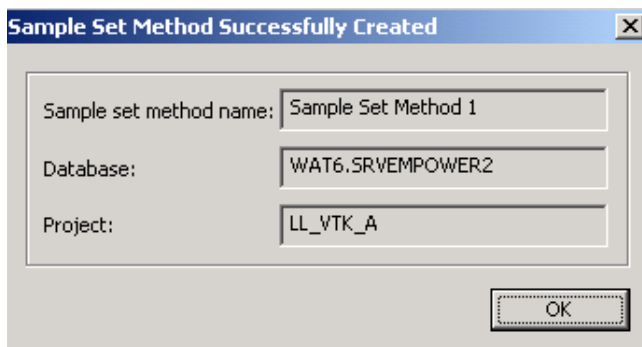 Sample Set Method Successfully Created
Sample set method name: Sample Set Method 1
Database: WAT6.SRVEMPOWER2
Project: LL_VTK_A
OK